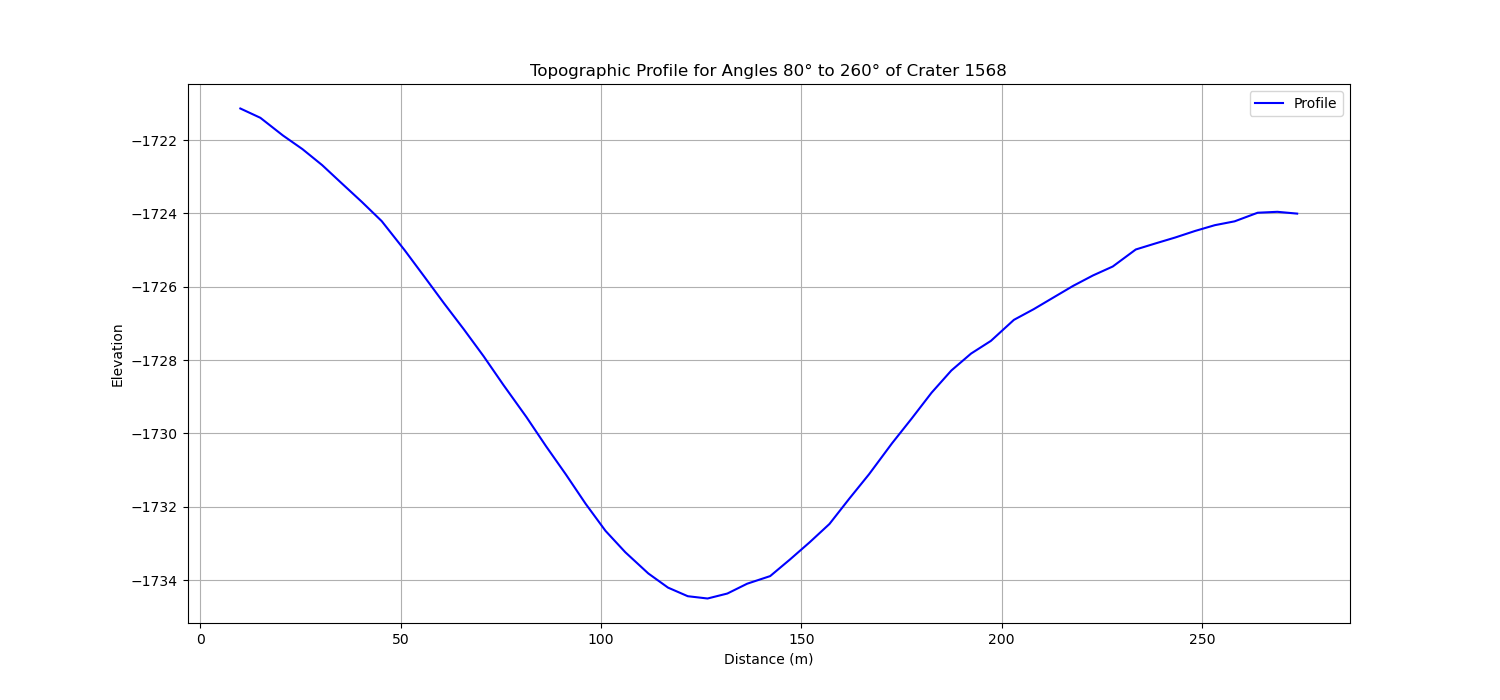 Topographic Profile for Angles 80° to 260° of Crater 1568
Profile
−1722
−1724
−1726
−1728
−1730
−1732
−1734
Elevation
0 50 100 150 200 250
Distance (m)